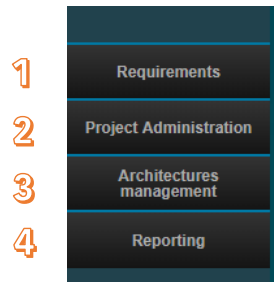 1 Requirements
2 Project Administration
3 Architectures
management
4 Reporting